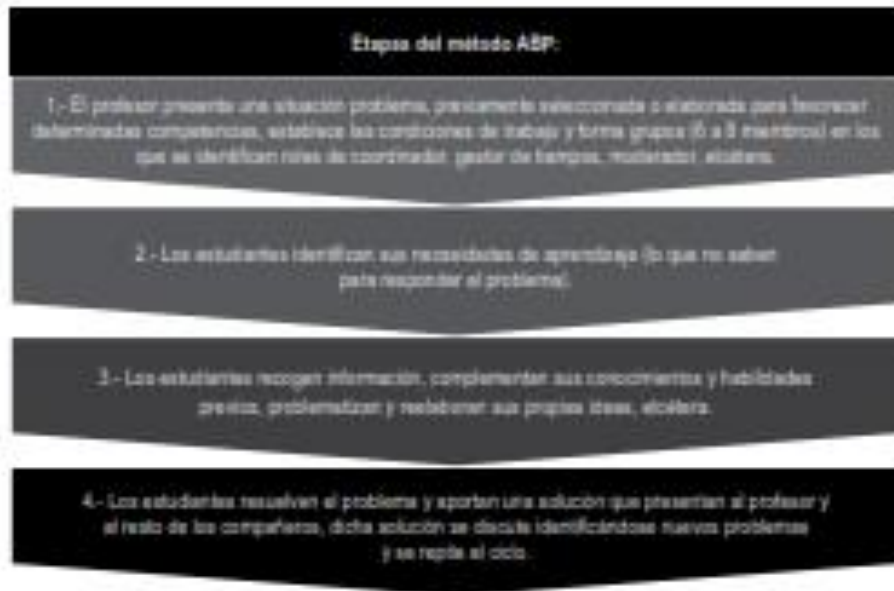 Etapas del método ABP:
1.- El profesor presenta una situación problema, previamente seleccionada o elaborada para favorecer
determinadas competencias, establece las condiciones de trabajo y forma grupos (6 a 8 miembros) en los
que se identifican roles de coordinador, gestor de tiempos, moderador, etcétera.
2.- Los estudiantes identifican sus necesidades de aprendizaje (lo que no saben
para responder al problema).
3.- Los estudiantes recogen información, complementan sus conocimientos y habilidades
previos, problematizan y reelaboran sus propias ideas, etcétera.
4.- Los estudiantes resuelven el problema y aportan una solución que presentan al profesor y
al resto de los compañeros, dicha solución se discute identificándose nuevos problemas
y se repite el ciclo.